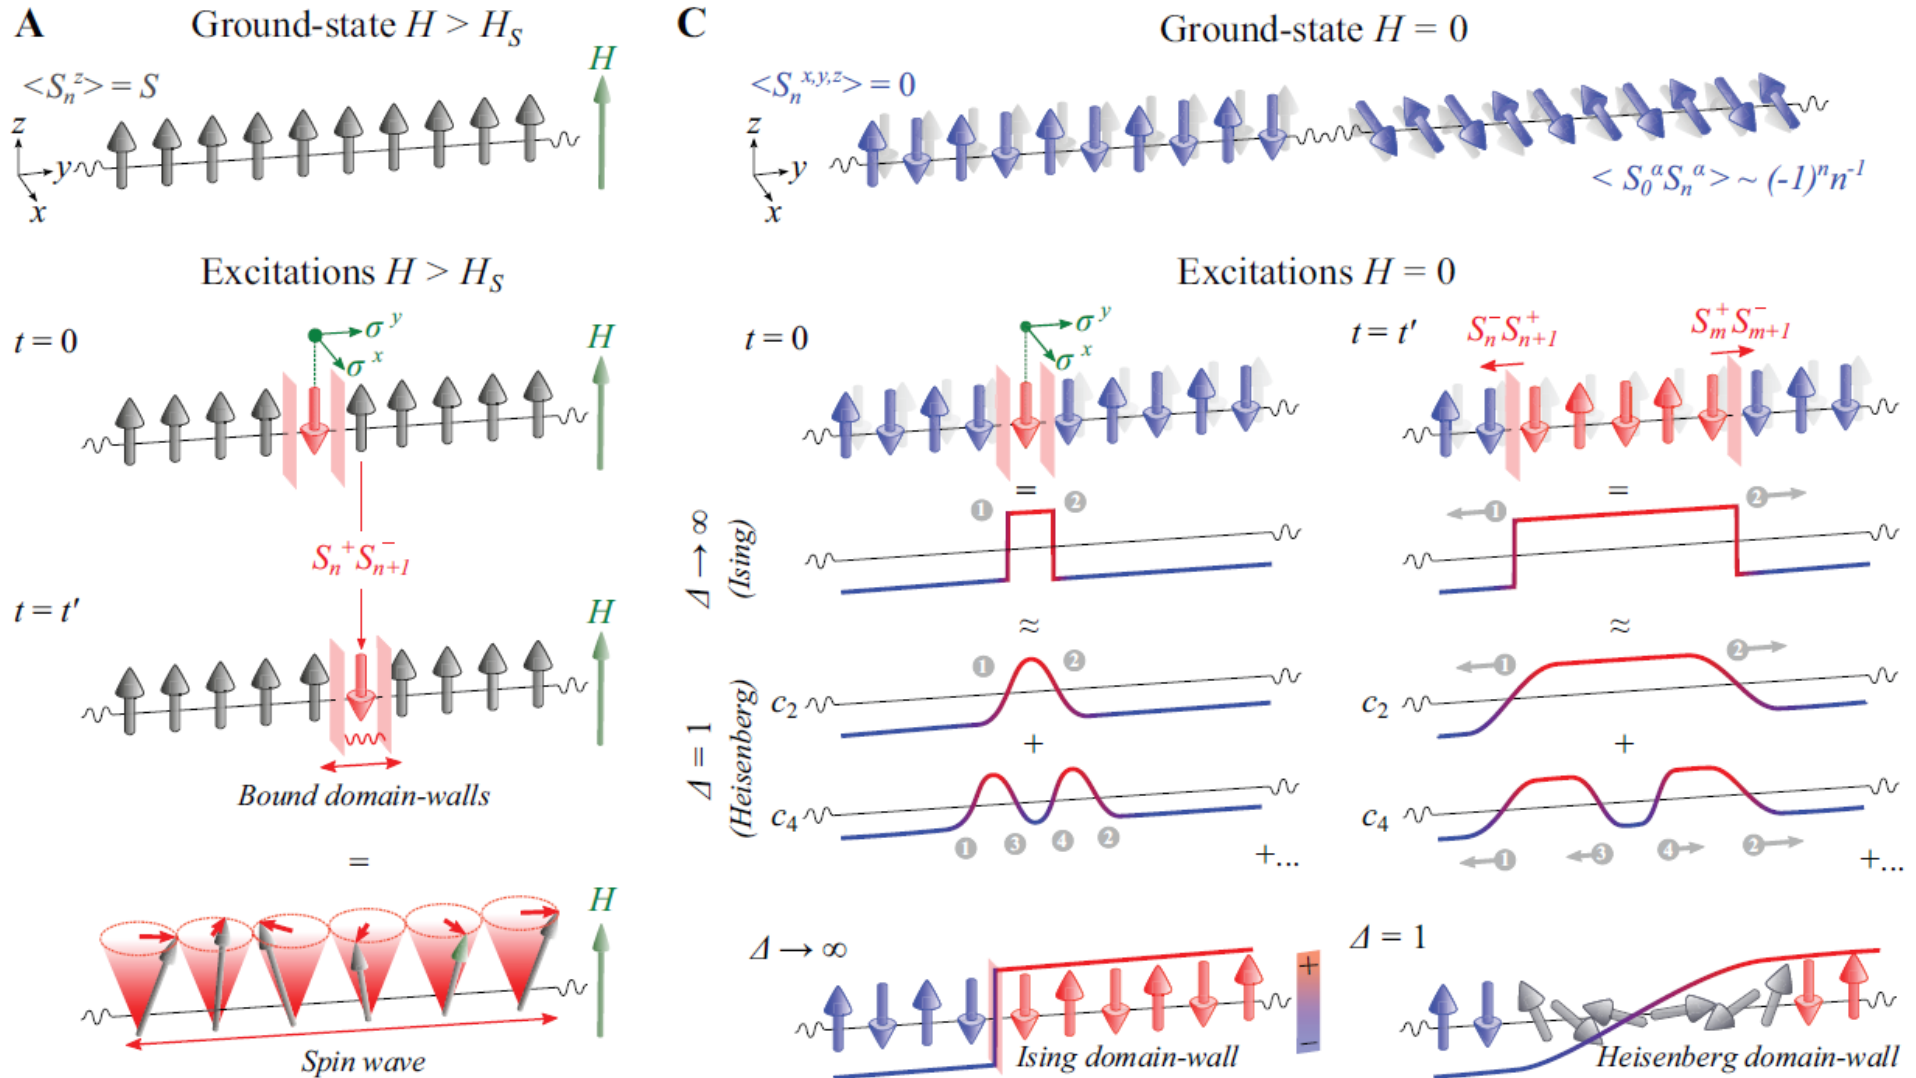 A
Ground-state H > H_S
<S_n^z> = S
H
z
y
x
Excitations H > H_S
t = 0
σ^y
σ^x
H
S_n^+ S_{n+1}^-
t = t'
H
Bound domain-walls
=
H
Spin wave
C
Ground-state H = 0
<S_n^{x,y,z}> = 0
z
y
x
< S_0^α S_n^α > ~ (-1)^n n^{-1}
Excitations H = 0
t = 0
σ^y
σ^x
t = t'
S_n^- S_{n+1}^+
S_m^+ S_{m+1}^-
Δ → ∞
(Ising)
=
1
2
=
1
2
Δ = 1
(Heisenberg)
≈
c_2
1
2
≈
c_2
1
2
+
c_4
1
3
4
2
+...
+
c_4
1
3
4
2
+...
Δ → ∞
+
−
Ising domain-wall
Δ = 1
Heisenberg domain-wall